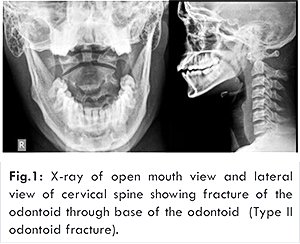 R
Fig.1: X-ray of open mouth view and lateral
view of cervical spine showing fracture of the
odontoid through base of the odontoid (Type II
odontoid fracture).